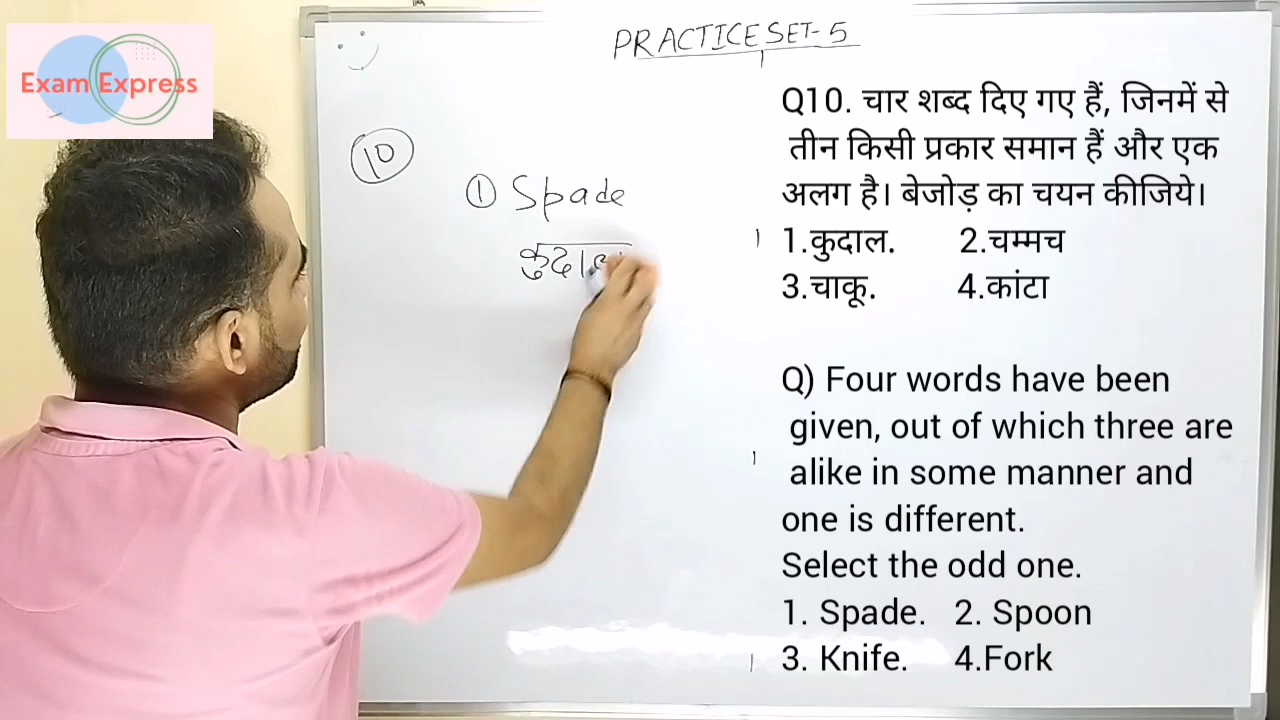 Exam Express
PRACTICE SET-5
10
① Spade
कुदाल
Q10. चार शब्द दिए गए हैं, जिनमें से
तीन किसी प्रकार समान हैं और एक
अलग है। बेजोड़ का चयन कीजिये।
1.कुदाल. 2.चम्मच
3.चाकू. 4.कांटा
Q) Four words have been
given, out of which three are
alike in some manner and
one is different.
Select the odd one.
1. Spade. 2. Spoon
3. Knife. 4.Fork